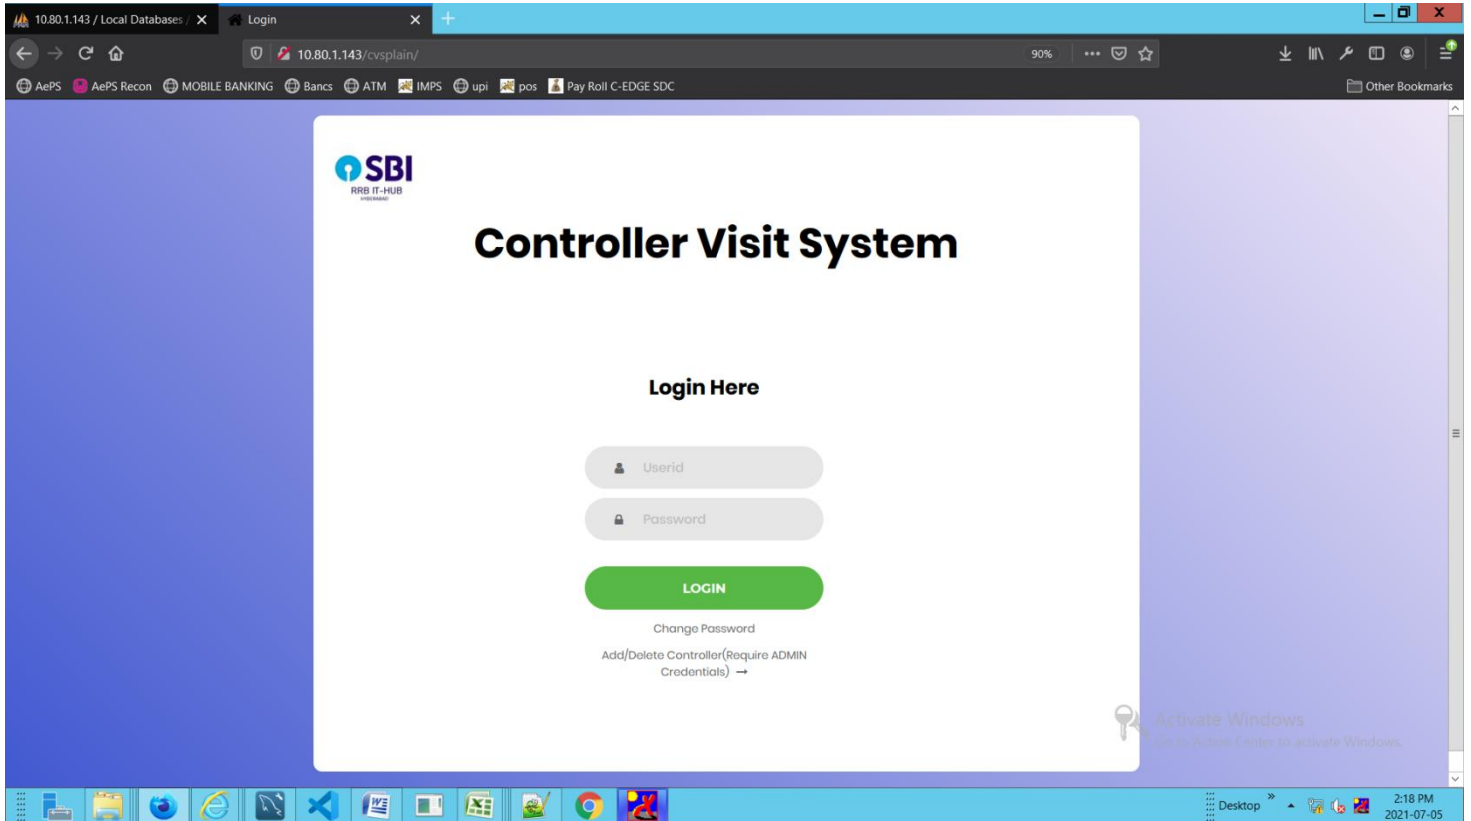 10.80.1.143 / Local Databases /
Login
10.80.1.143/cvsplain/
90%
AePS
AePS Recon
MOBILE BANKING
Bancs
ATM
IMPS
upi
pos
Pay Roll C-EDGE SDC
Other Bookmarks
SBI
RRB IT-HUB
HYDERABAD
Controller Visit System
Login Here
Userid
Password
LOGIN
Change Password
Add/Delete Controller(Require ADMIN
Credentials) →
Activate Windows
Go to Action Center to activate Windows.
Desktop
2:18 PM
2021-07-05